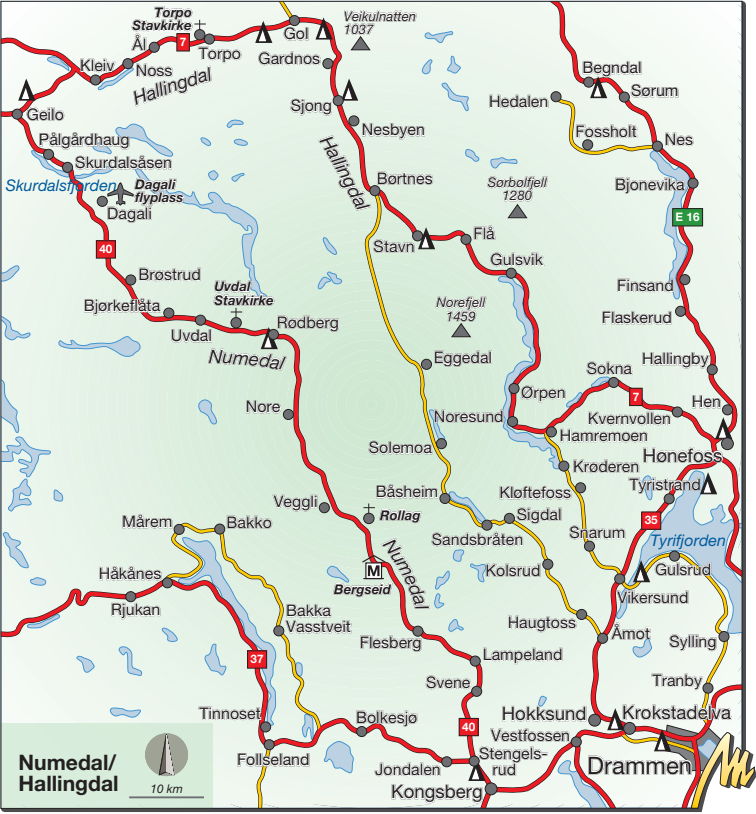 Torpo
Stavkirke
Veikulnatten
1037
Ål
7
Torpo
Gol
Gardnos
Kleiv
Noss
Hallingdal
Begndal
Sørum
Geilo
Sjong
Hedalen
Nesbyen
Fossholt
Nes
Pålgårdhaug
Skurdalsåsen
Hallingdal
Skurdalsfjorden
Dagali
flyplass
Dagali
Børtnes
Sørbølfjell
1280
Bjonevika
E 16
Stavn
Flå
40
Gulsvik
Brøstrud
Finsand
Uvdal
Stavkirke
Bjørkeflåta
Norefjell
1459
Flaskerud
Uvdal
Rødberg
Numedal
Eggedal
Hallingby
Sokna
Ørpen
7
Hen
Nore
Noresund
Kvernvollen
Hamremoen
Solemoa
Hønefoss
Krøderen
Tyristrand
Båsheim
Kløftefoss
Veggli
Rollag
Sigdal
35
Mårem
Bakko
Sandsbråten
Snarum
Tyrifjorden
Numedal
M
Kolsrud
Gulsrud
Håkånes
Bergseid
Vikersund
Rjukan
Bakka
Vasstveit
Haugtoss
Flesberg
Åmot
Sylling
37
Lampeland
Svene
Tranby
Tinnoset
Bolkesjø
40
Hokksund
Krokstadelva
Vestfossen
Follseland
Stengels-
rud
Jondalen
Drammen
Kongsberg
Numedal/
Hallingdal
10 km